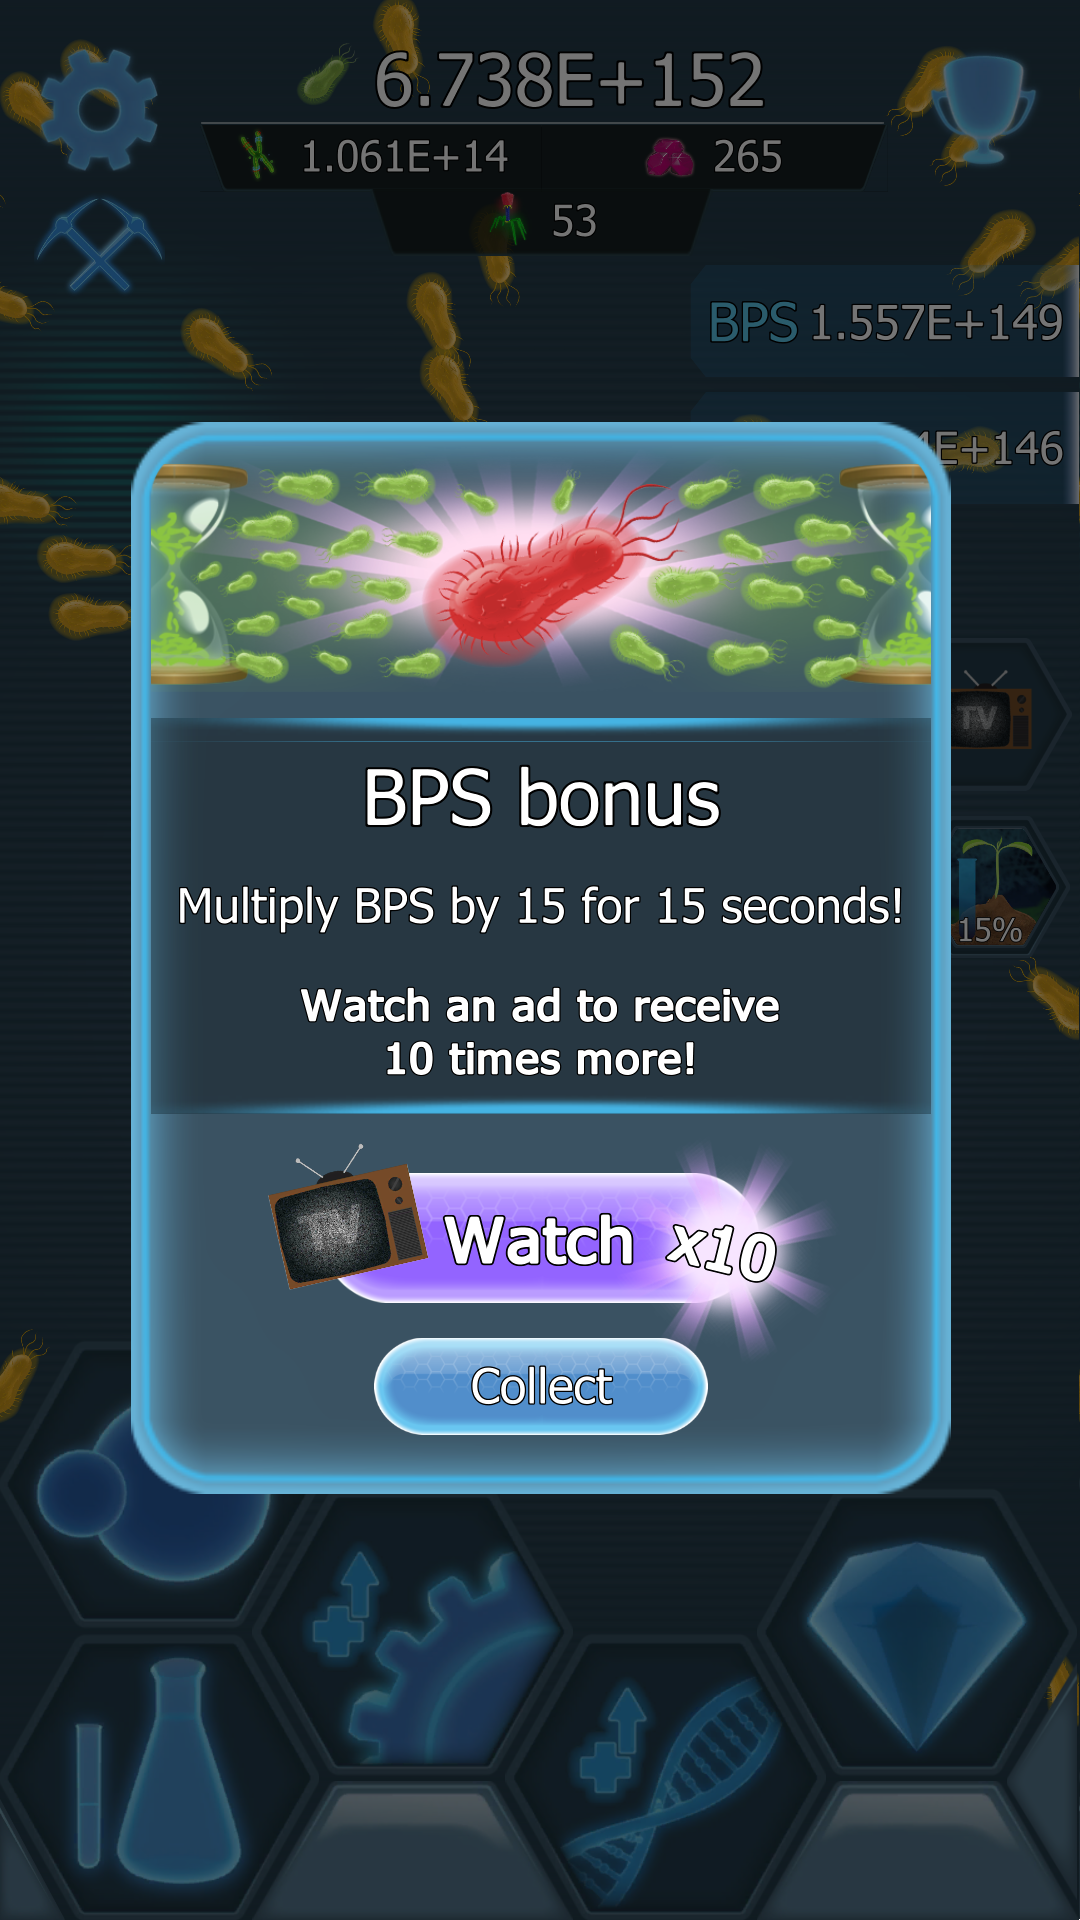 6.738E+152
1.061E+14
265
53
BPS 1.557E+149
4E+146
TV
15%
BPS bonus
Multiply BPS by 15 for 15 seconds!
Watch an ad to receive
10 times more!
TV
Watch x10
Collect